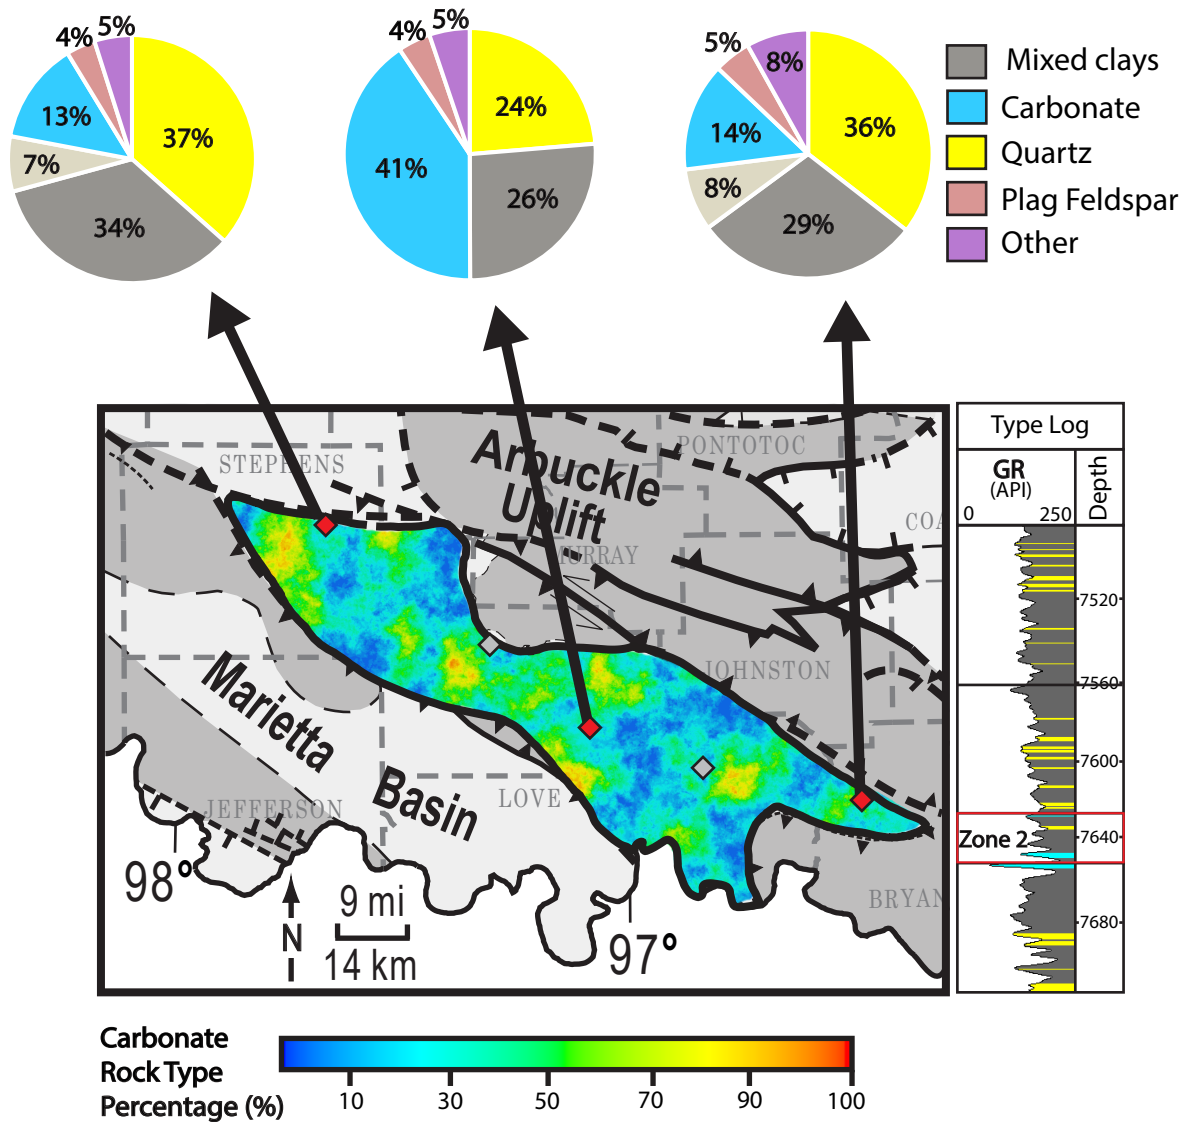 4%
5%
37%
13%
7%
34%
4%
5%
24%
41%
26%
5%
8%
36%
14%
8%
29%
Mixed clays
Carbonate
Quartz
Plag Feldspar
Other
STEPHENS
Arbuckle
Uplift
PONTOTOC
COA
MURRAY
JOHNSTON
Marietta
Basin
LOVE
JEFFERSON
BRYAN
98°
97°
N
9 mi
14 km
Type Log
GR
(API)
0
250
Depth
7520
7560
7600
Zone 2
7640
7680
Carbonate
Rock Type
Percentage (%)
10
30
50
70
90
100